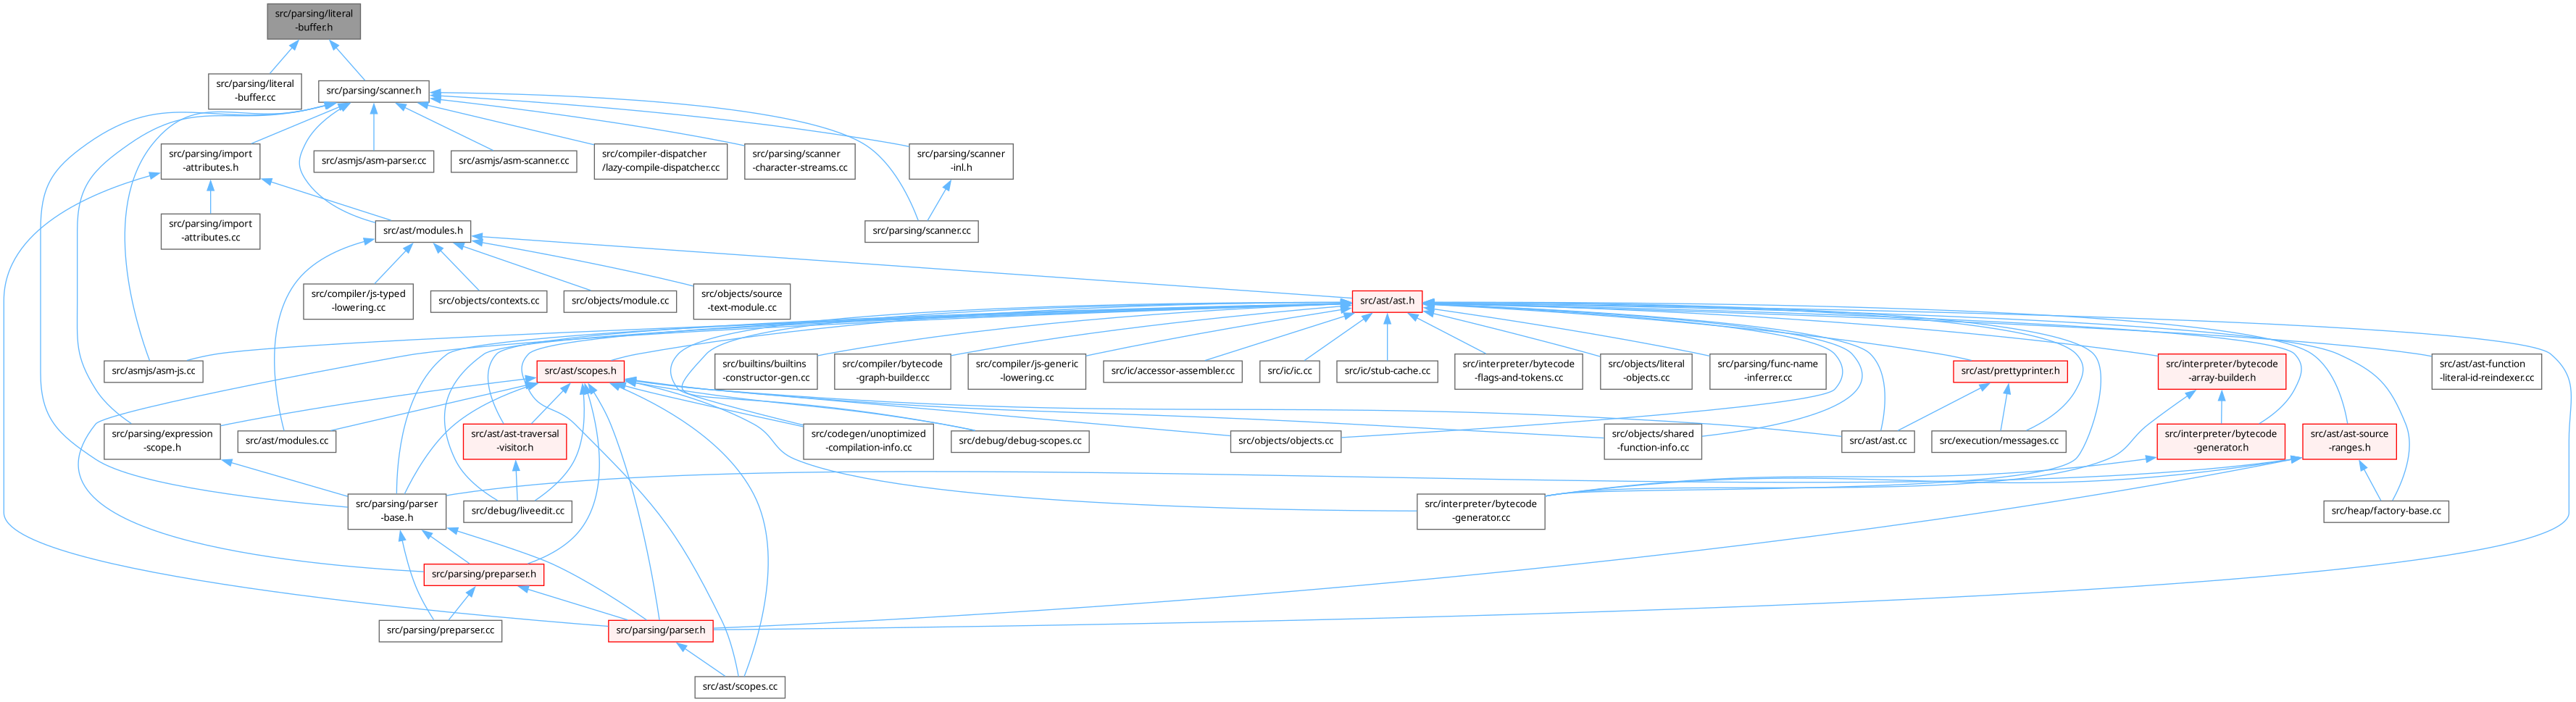 src/parsing/literal
-buffer.h
src/parsing/literal
-buffer.cc
src/parsing/scanner.h
src/parsing/import
-attributes.h
src/asmjs/asm-parser.cc
src/asmjs/asm-scanner.cc
src/compiler-dispatcher
/lazy-compile-dispatcher.cc
src/parsing/scanner
-character-streams.cc
src/parsing/scanner
-inl.h
src/parsing/import
-attributes.cc
src/ast/modules.h
src/parsing/scanner.cc
src/compiler/js-typed
-lowering.cc
src/objects/contexts.cc
src/objects/module.cc
src/objects/source
-text-module.cc
src/ast/ast.h
src/asmjs/asm-js.cc
src/ast/scopes.h
src/builtins/builtins
-constructor-gen.cc
src/compiler/bytecode
-graph-builder.cc
src/compiler/js-generic
-lowering.cc
src/ic/accessor-assembler.cc
src/ic/ic.cc
src/ic/stub-cache.cc
src/interpreter/bytecode
-flags-and-tokens.cc
src/objects/literal
-objects.cc
src/parsing/func-name
-inferrer.cc
src/ast/prettyprinter.h
src/interpreter/bytecode
-array-builder.h
src/ast/ast-function
-literal-id-reindexer.cc
src/parsing/expression
-scope.h
src/ast/modules.cc
src/ast/ast-traversal
-visitor.h
src/codegen/unoptimized
-compilation-info.cc
src/debug/debug-scopes.cc
src/objects/objects.cc
src/objects/shared
-function-info.cc
src/ast/ast.cc
src/execution/messages.cc
src/interpreter/bytecode
-generator.h
src/ast/ast-source
-ranges.h
src/parsing/parser
-base.h
src/debug/liveedit.cc
src/interpreter/bytecode
-generator.cc
src/heap/factory-base.cc
src/parsing/preparser.h
src/parsing/preparser.cc
src/parsing/parser.h
src/ast/scopes.cc